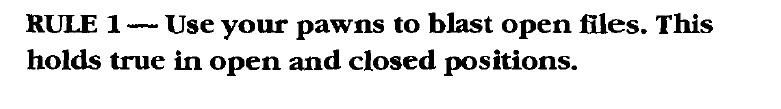 RULE 1 — Use your pawns to blast open files. This
holds true in open and closed positions.